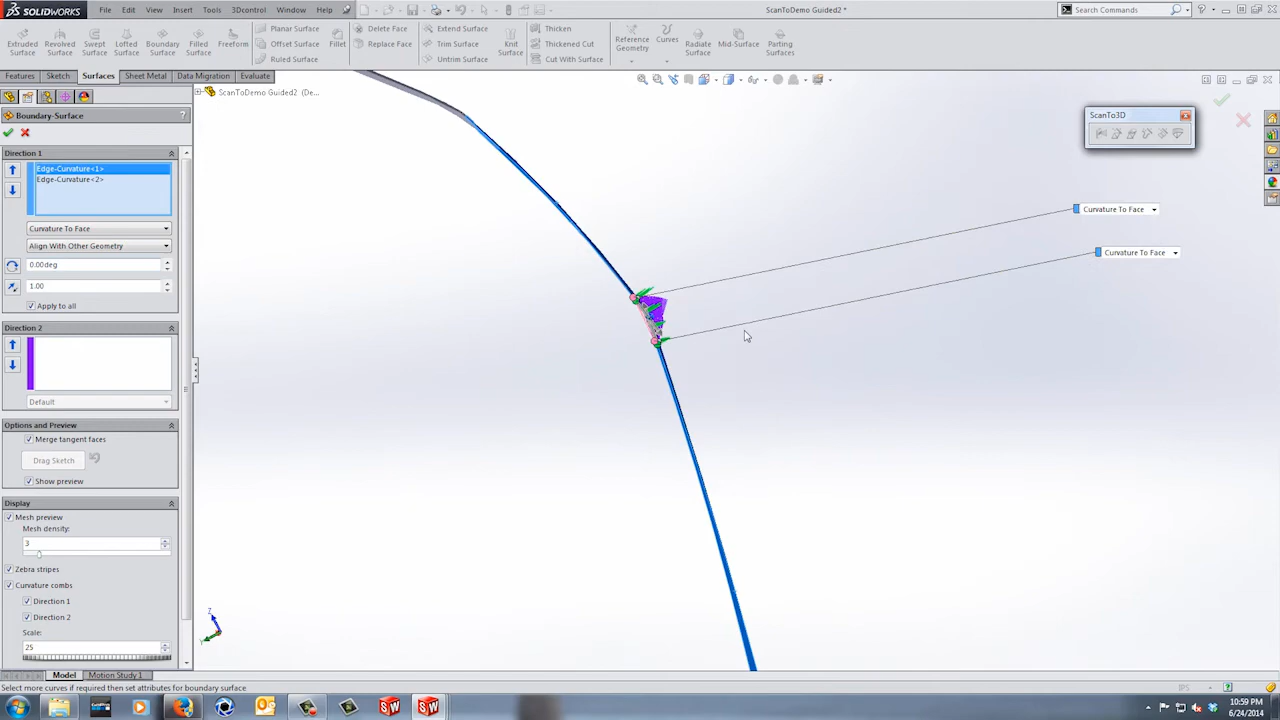 SOLIDWORKS File Edit View Insert Tools 3Dcontrol Window Help ScanToDemo Guided2 * Search Commands
Extruded Surface Revolved Surface Swept Surface Lofted Surface Boundary Surface Filled Surface Freeform Planar Surface Offset Surface Ruled Surface Fillet Delete Face Replace Face Knit Surface Extend Surface Trim Surface Untrim Surface Thicken Thickened Cut Cut With Surface Reference Geometry Curves Radiate Surface Mid-Surface Parting Surfaces
Features Sketch Surfaces Sheet Metal Data Migration Evaluate
ScanToDemo Guided2 (De...
Boundary-Surface ?
ScanTo3D
Direction 1
Edge-Curvature<1>
Edge-Curvature<2>
Curvature To Face
Curvature To Face
Curvature To Face
Align With Other Geometry
0.00deg
1.00
Apply to all
Direction 2
Default
Options and Preview
Merge tangent faces
Drag Sketch
Show preview
Display
Mesh preview
Mesh density:
3
Zebra stripes
Curvature combs
Direction 1
Direction 2
Scale:
25
Z
Y
Model Motion Study 1
Select more curves if required then set attributes for boundary surface IPS
10:59 PM
6/24/2014